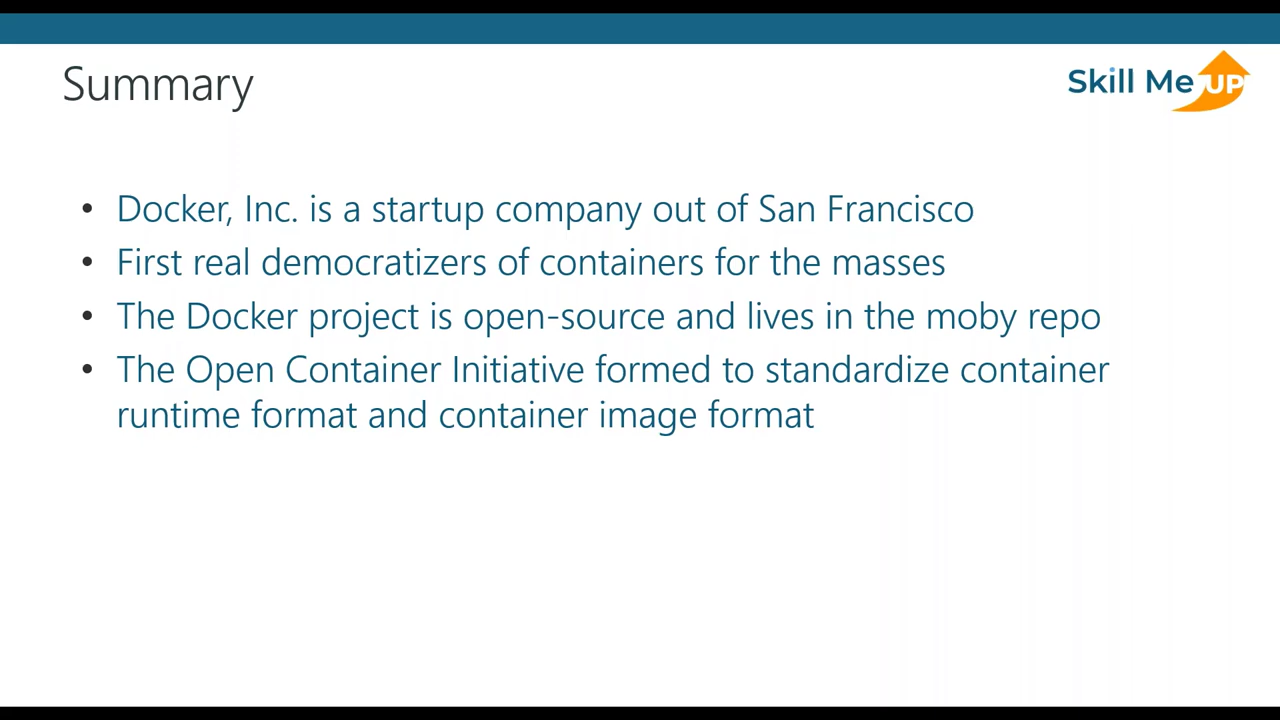 Summary
Skill Me UP
• Docker, Inc. is a startup company out of San Francisco
• First real democratizers of containers for the masses
• The Docker project is open-source and lives in the moby repo
• The Open Container Initiative formed to standardize container
runtime format and container image format